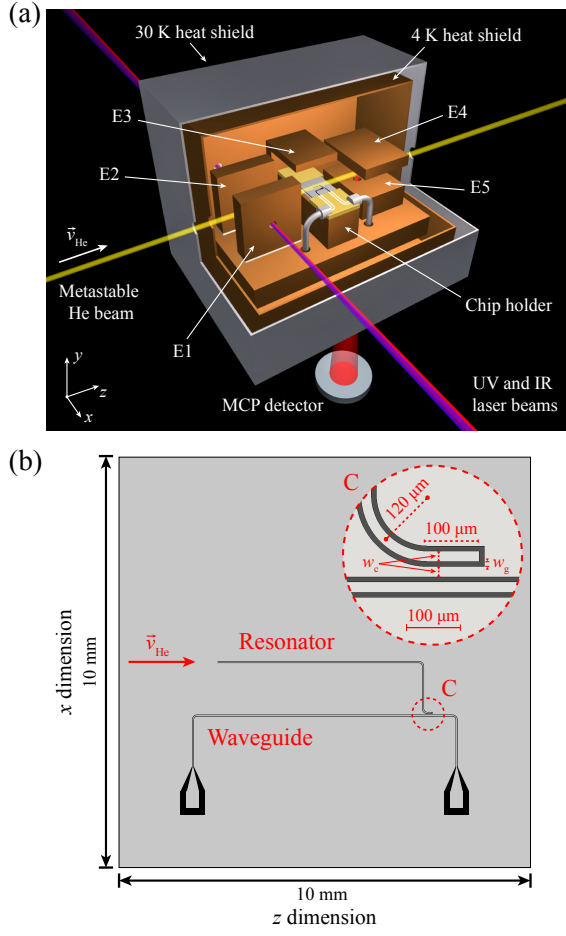 (a)
30 K heat shield
4 K heat shield
E3
E4
E2
E5
v⃗He
Metastable
He beam
Chip holder
E1
y
z
x
MCP detector
UV and IR
laser beams
(b)
C
120 µm
100 µm
wc
wg
100 µm
v⃗He
Resonator
C
Waveguide
x dimension
10 mm
10 mm
z dimension